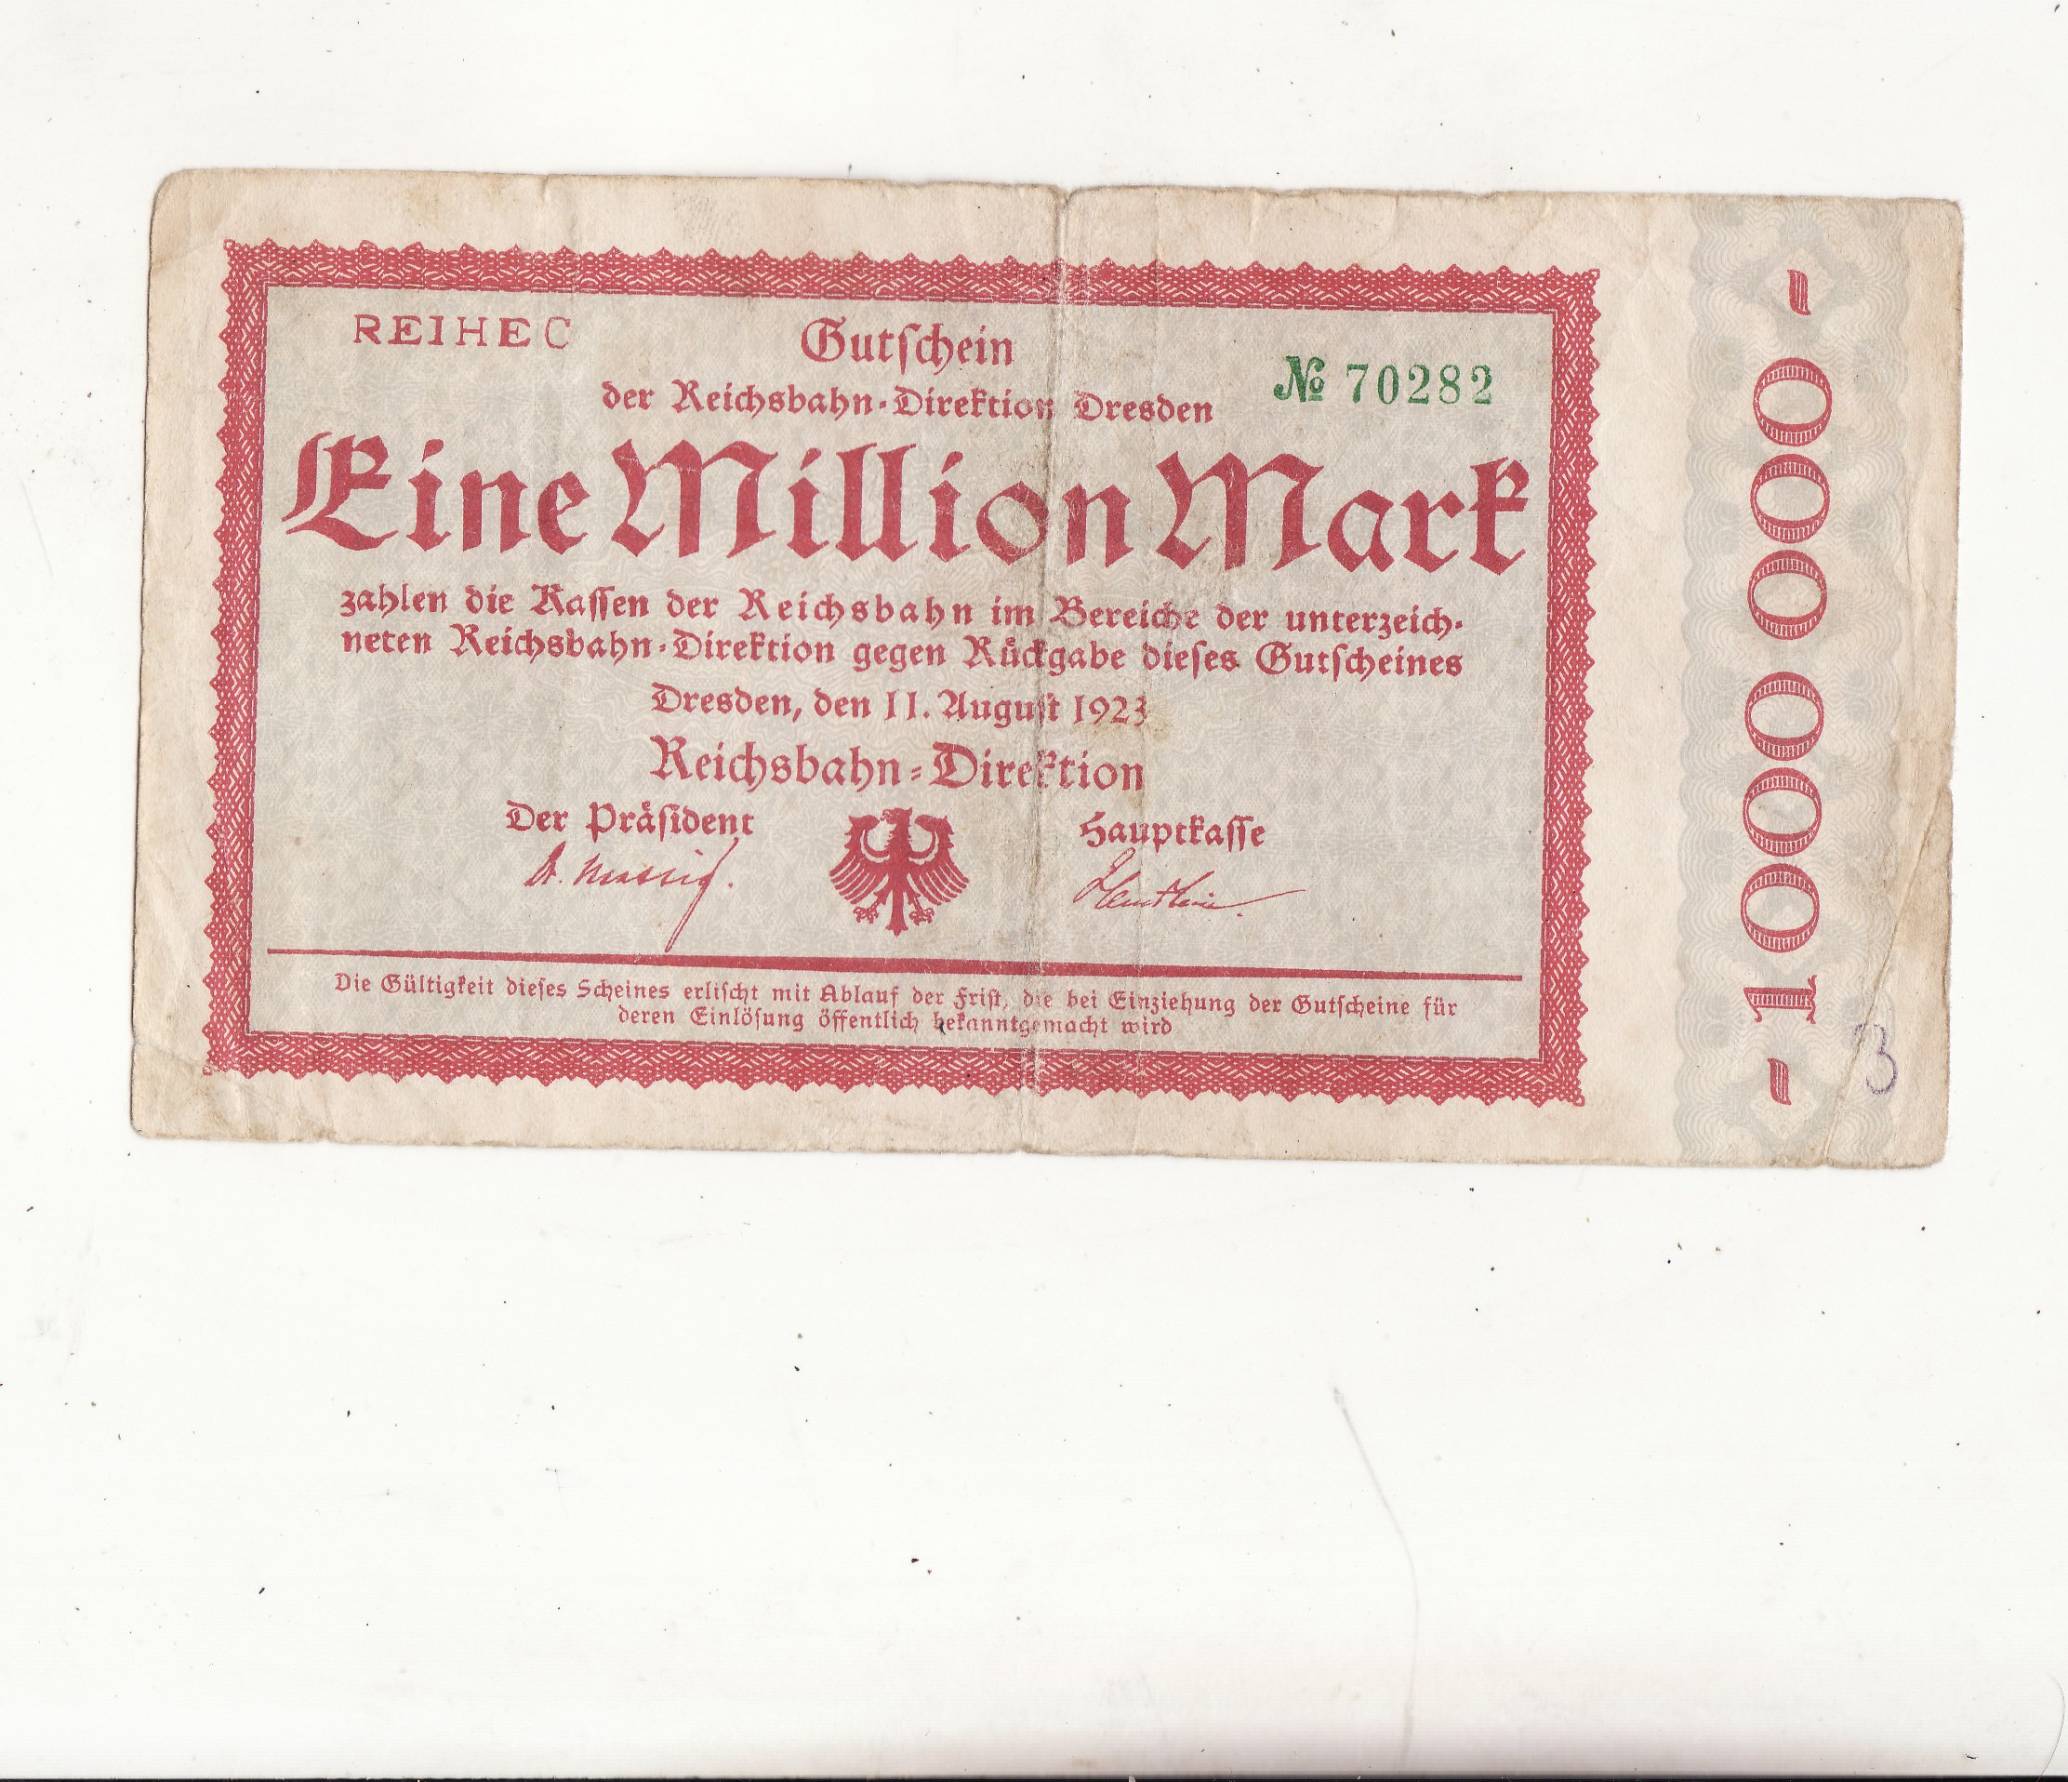 REIHE C
Gutschein
№ 70282
der Reichsbahn-Direktion Dresden
Eine Million Mark
zahlen die Kassen der Reichsbahn im Bereiche der unterzeich-
neten Reichsbahn-Direktion gegen Rückgabe dieses Gutscheines
Dresden, den 11. August 1923
Reichsbahn-Direktion
Der Präsident
Hauptkasse
Die Gültigkeit dieses Scheines erlischt mit Ablauf der Frist, die bei Einziehung der Gutscheine für
deren Einlösung öffentlich bekanntgemacht wird
- 1000 000 -
3